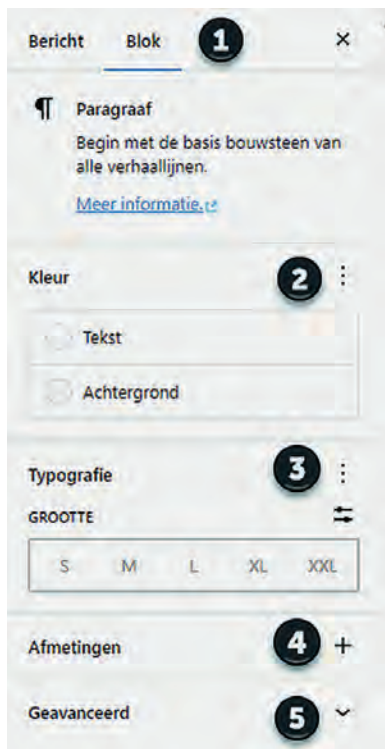 Bericht Blok 1
Paragraaf
Begin met de basis bouwsteen van
alle verhaallijnen.
Meer informatie.
Kleur 2
Tekst
Achtergrond
Typografie 3
GROOTTE
S M L XL XXL
Afmetingen 4
Geavanceerd 5